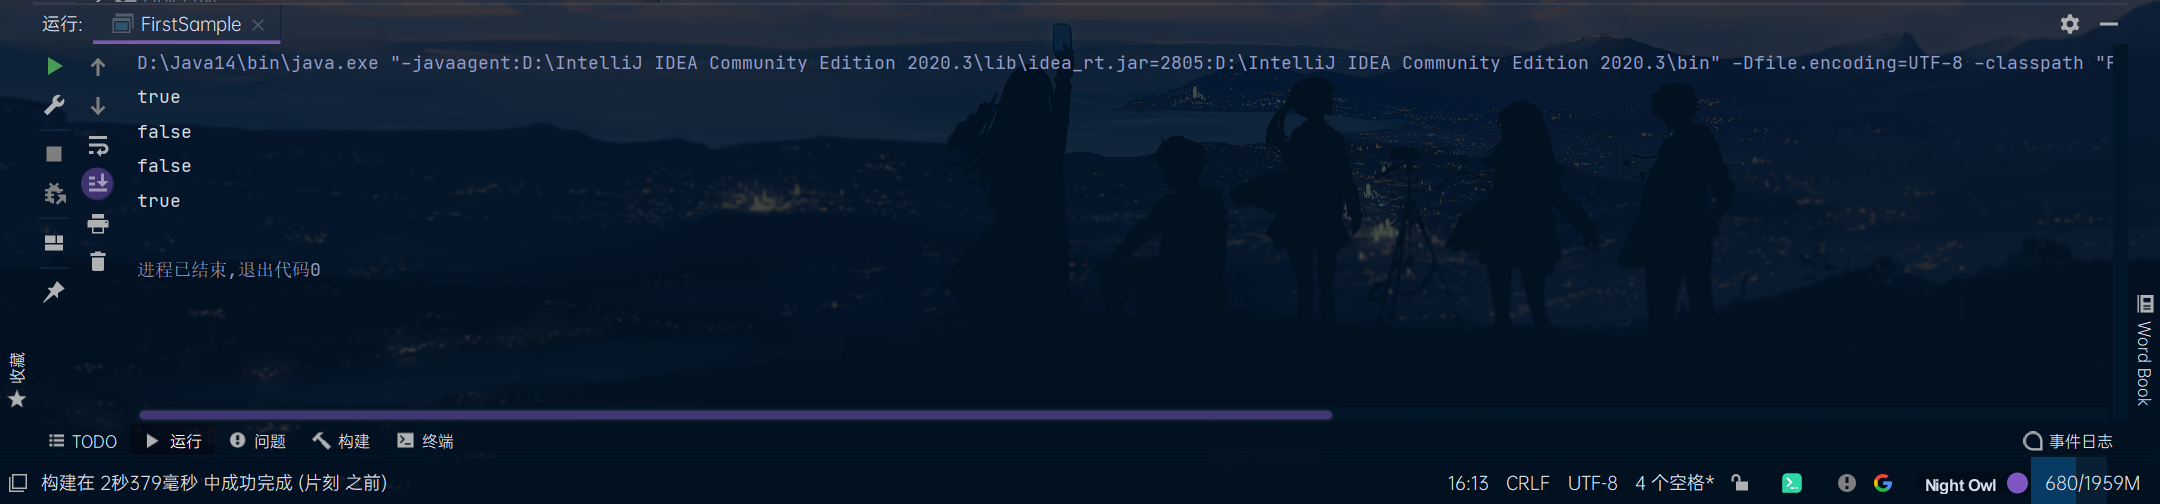 运行: FirstSample
D:\Java14\bin\java.exe "-javaagent:D:\IntelliJ IDEA Community Edition 2020.3\lib\idea_rt.jar=2805:D:\IntelliJ IDEA Community Edition 2020.3\bin" -Dfile.encoding=UTF-8 -classpath "F
true
false
false
true
进程已结束,退出代码0
收藏
Word Book
TODO 运行 问题 构建 终端 事件日志
构建在 2秒379毫秒 中成功完成 (片刻 之前) 16:13 CRLF UTF-8 4 个空格* Night Owl 680/1959M